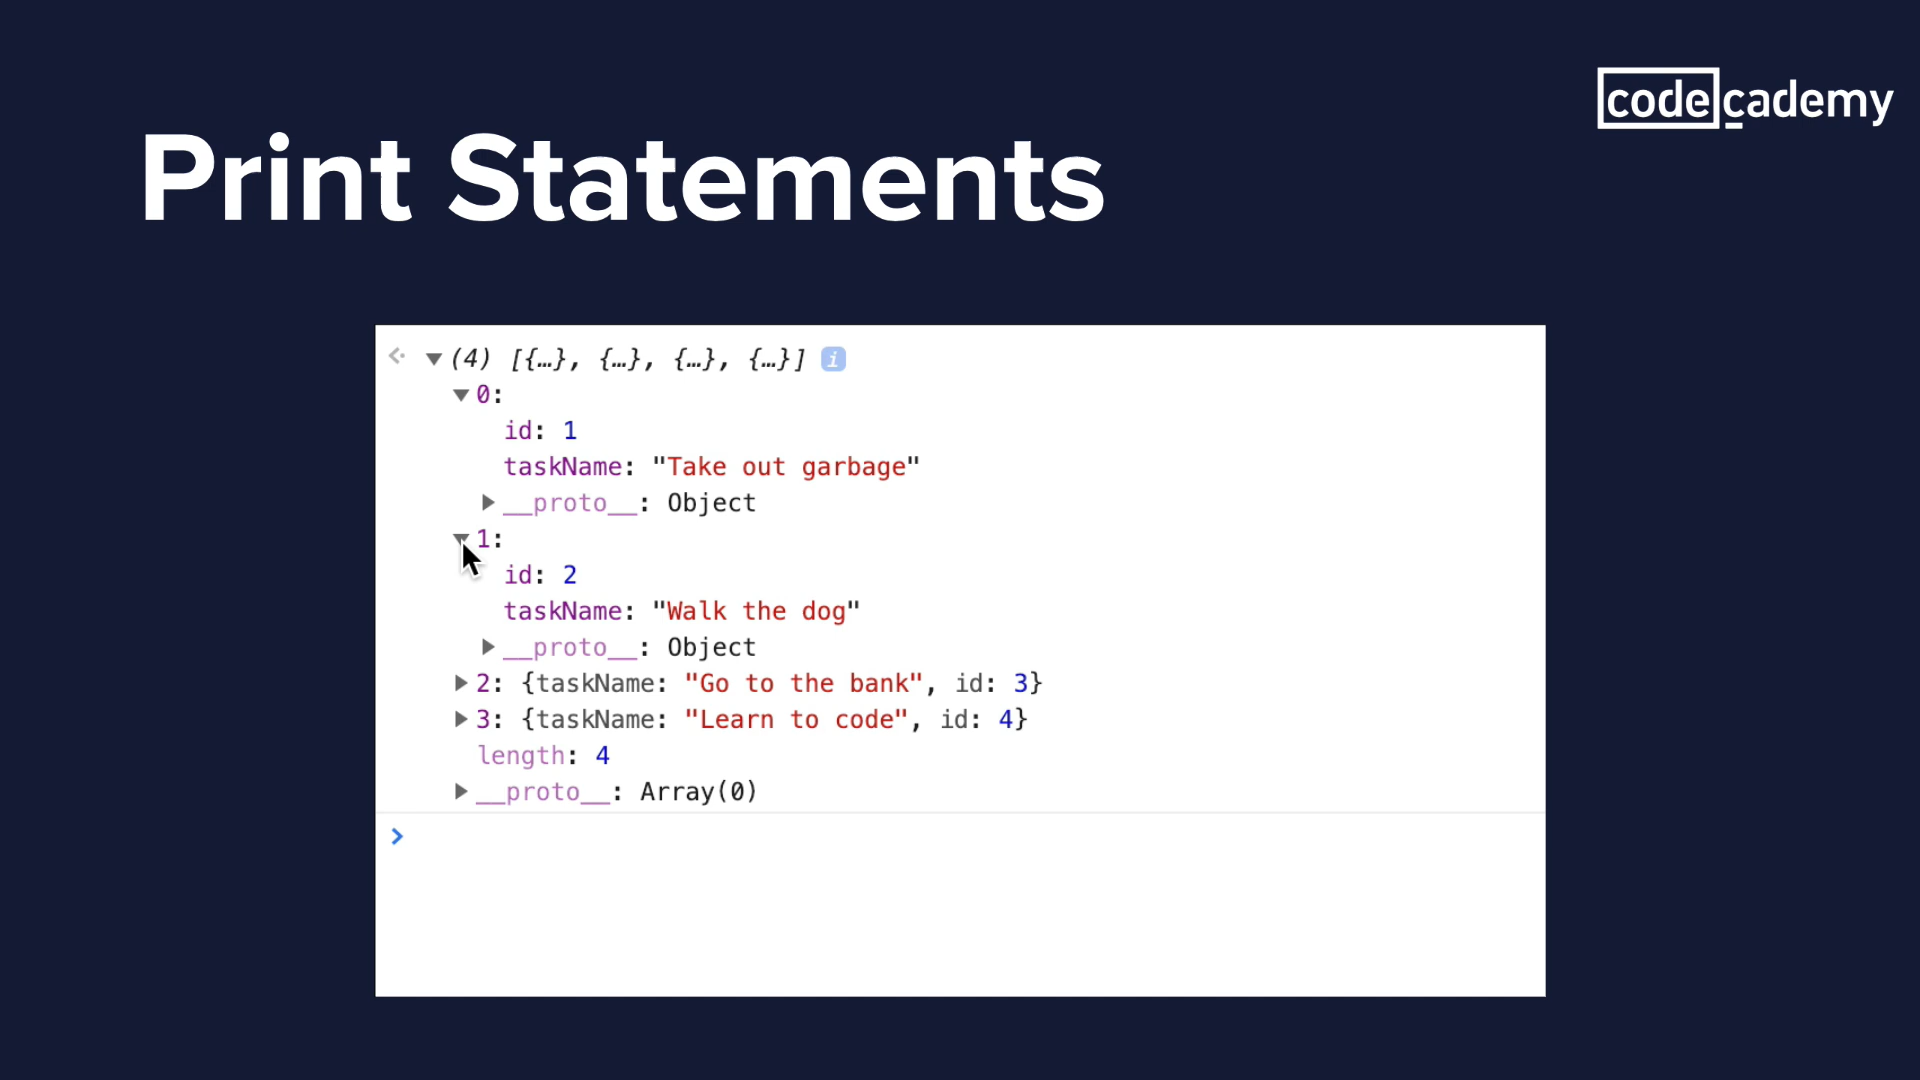 codecademy
Print Statements
(4) [{…}, {…}, {…}, {…}] i
0:
id: 1
taskName: "Take out garbage"
__proto__: Object
1:
id: 2
taskName: "Walk the dog"
__proto__: Object
2: {taskName: "Go to the bank", id: 3}
3: {taskName: "Learn to code", id: 4}
length: 4
__proto__: Array(0)